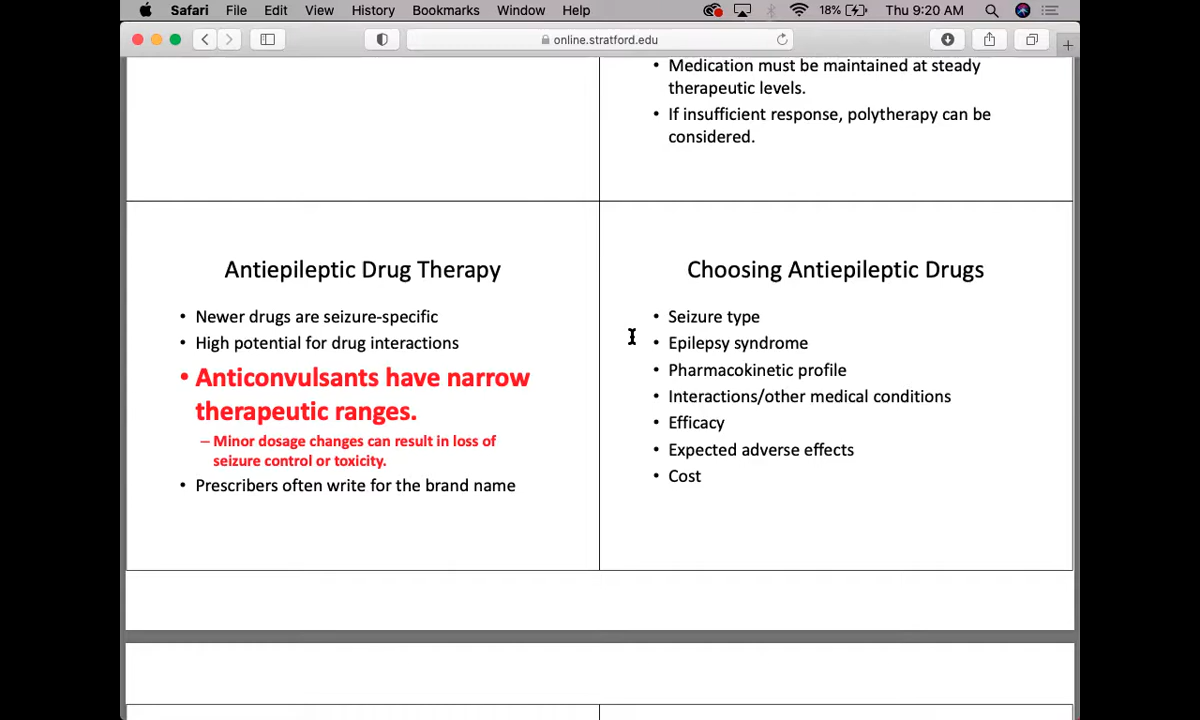 Safari File Edit View History Bookmarks Window Help 18% Thu 9:20 AM
online.stratford.edu
• Medication must be maintained at steady
therapeutic levels.
• If insufficient response, polytherapy can be
considered.
Antiepileptic Drug Therapy
• Newer drugs are seizure-specific
• High potential for drug interactions
• Anticonvulsants have narrow
therapeutic ranges.
– Minor dosage changes can result in loss of
seizure control or toxicity.
• Prescribers often write for the brand name
Choosing Antiepileptic Drugs
• Seizure type
• Epilepsy syndrome
• Pharmacokinetic profile
• Interactions/other medical conditions
• Efficacy
• Expected adverse effects
• Cost